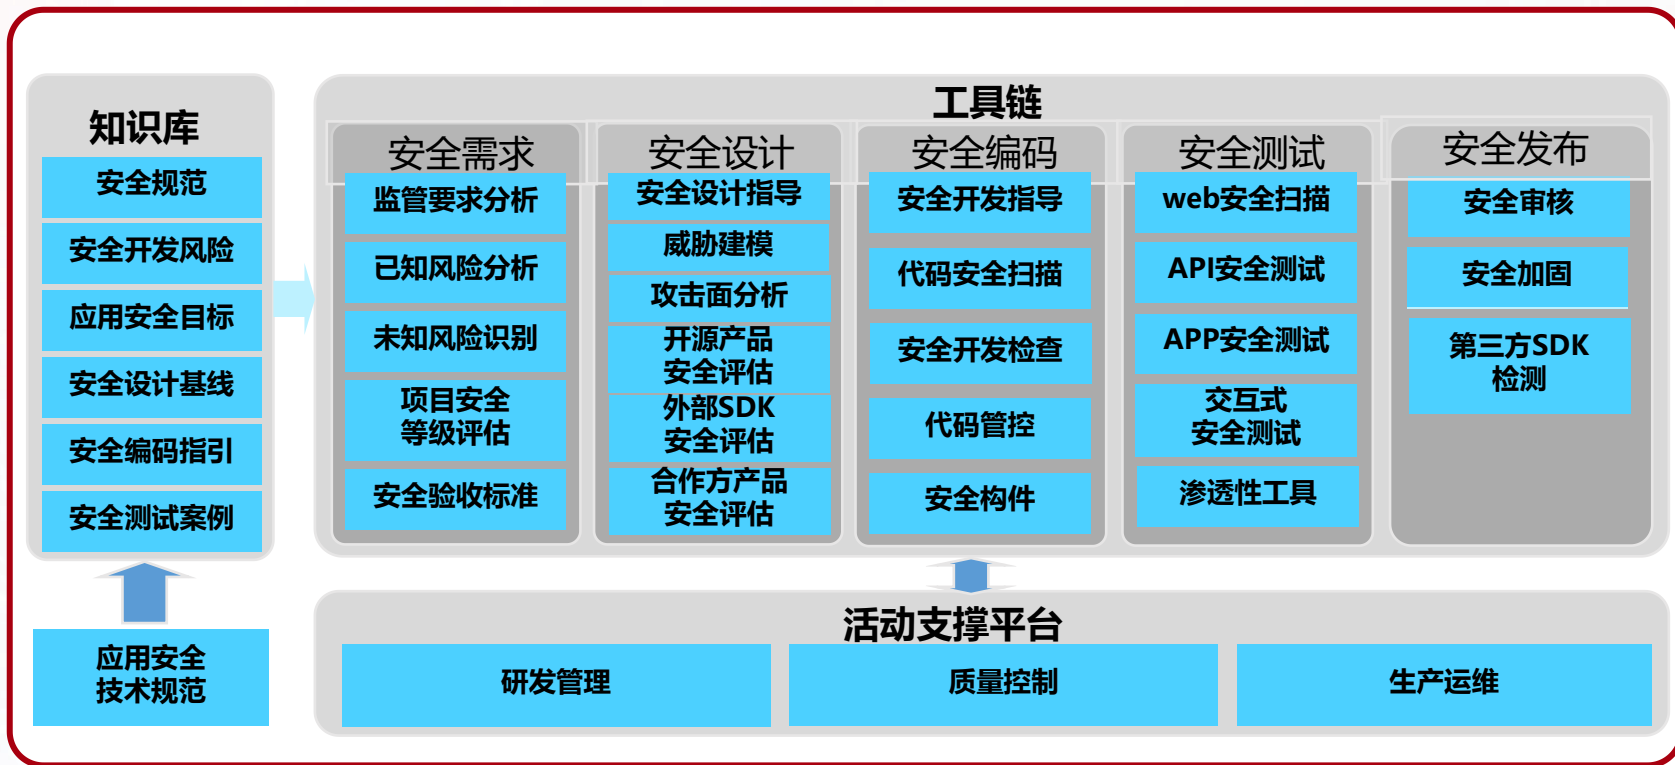 知识库
安全规范
安全开发风险
应用安全目标
安全设计基线
安全编码指引
安全测试案例
应用安全
技术规范
工具链
安全需求
监管要求分析
已知风险分析
未知风险识别
项目安全
等级评估
安全验收标准
安全设计
安全设计指导
威胁建模
攻击面分析
开源产品
安全评估
外部SDK
安全评估
合作方产品
安全评估
安全编码
安全开发指导
代码安全扫描
安全开发检查
代码管控
安全构件
安全测试
web安全扫描
API安全测试
APP安全测试
交互式
安全测试
渗透性工具
安全发布
安全审核
安全加固
第三方SDK
检测
活动支撑平台
研发管理
质量控制
生产运维